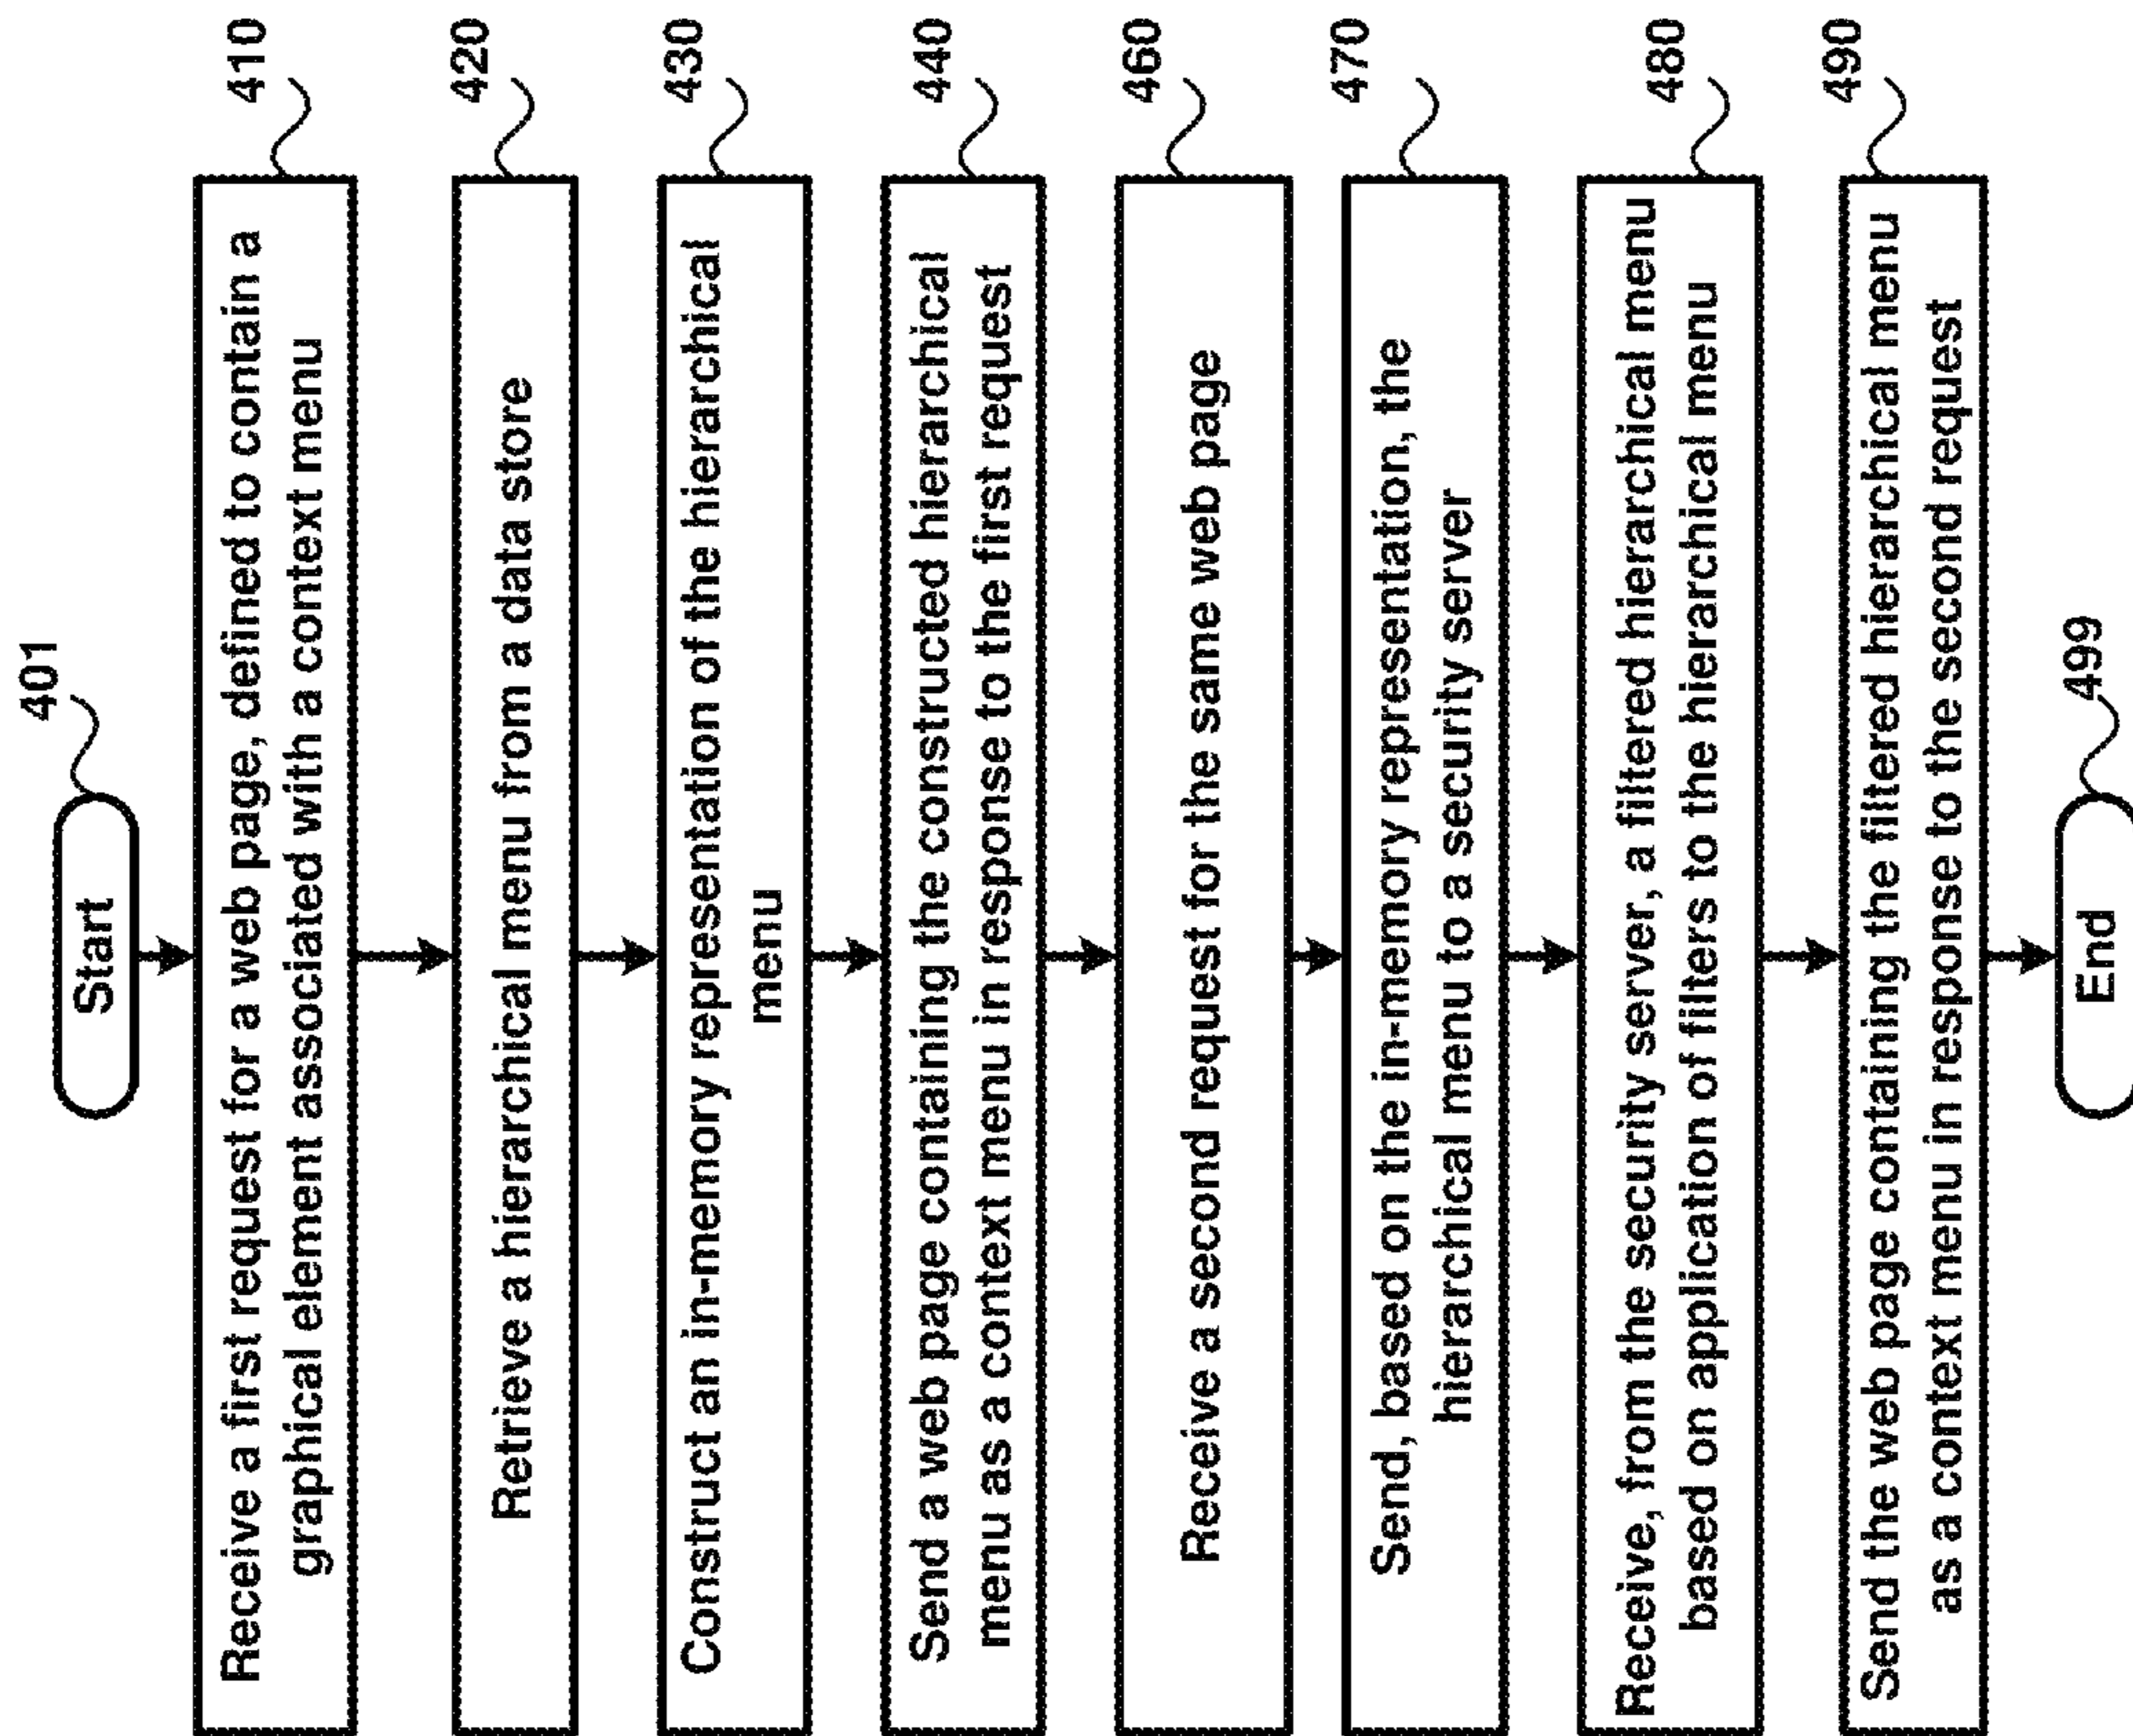 401
Start
410
Receive a first request for a web page, defined to contain a
graphical element associated with a context menu
420
Retrieve a hierarchical menu from a data store
430
Construct an in-memory representation of the hierarchical
menu
440
Send a web page containing the constructed hierarchical
menu as a context menu in response to the first request
460
Receive a second request for the same web page
470
Send, based on the in-memory representation, the
hierarchical menu to a security server
480
Receive, from the security server, a filtered hierarchical menu
based on application of filters to the hierarchical menu
490
Send the web page containing the filtered hierarchical menu
as a context menu in response to the second request
499
End